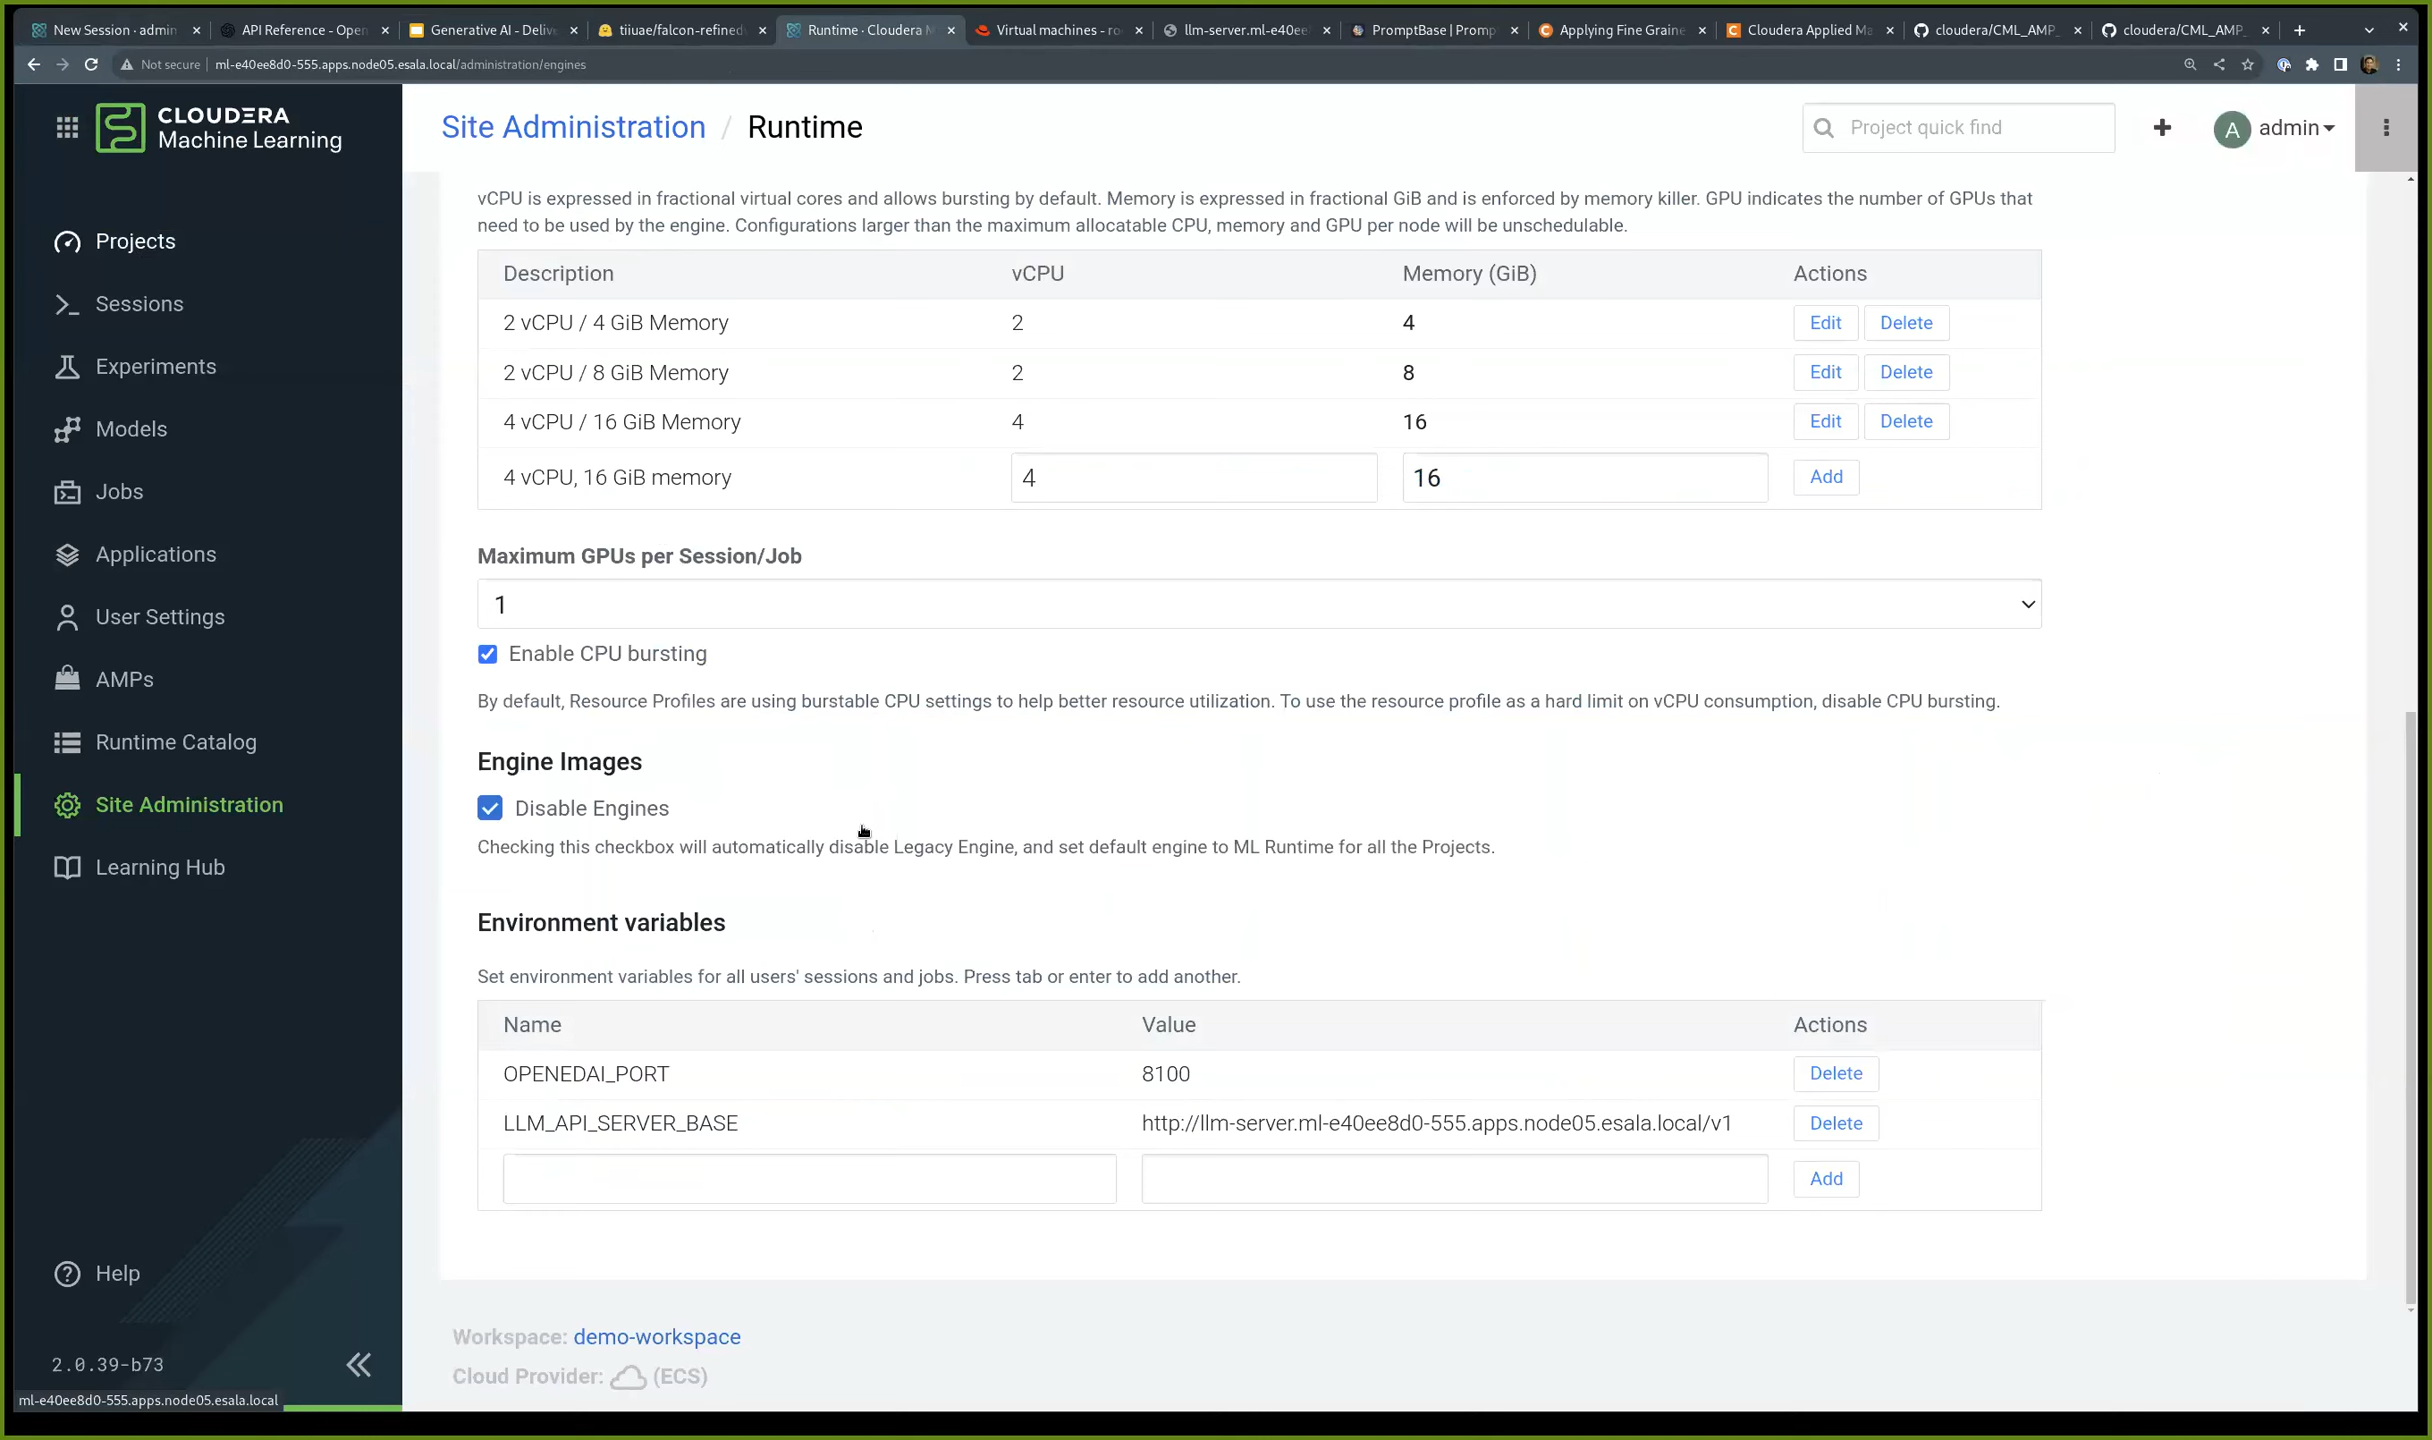 New Session · admin
API Reference - Open
Generative AI - Delive
tiiuae/falcon-refined
Runtime · Cloudera M
Virtual machines - ro
llm-server.ml-e40ee
PromptBase | Promp
Applying Fine Graine
Cloudera Applied Ma
cloudera/CML_AMP_
cloudera/CML_AMP_
Not secure
ml-e40ee8d0-555.apps.node05.esala.local/administration/engines
CLOUDERA
Machine Learning
Site Administration / Runtime
Project quick find
A
admin
Projects
Sessions
Experiments
Models
Jobs
Applications
User Settings
AMPs
Runtime Catalog
Site Administration
Learning Hub
Help
2.0.39-b73
ml-e40ee8d0-555.apps.node05.esala.local
vCPU is expressed in fractional virtual cores and allows bursting by default. Memory is expressed in fractional GiB and is enforced by memory killer. GPU indicates the number of GPUs that
need to be used by the engine. Configurations larger than the maximum allocatable CPU, memory and GPU per node will be unschedulable.
Description vCPU Memory (GiB) Actions
2 vCPU / 4 GiB Memory 2 4 Edit Delete
2 vCPU / 8 GiB Memory 2 8 Edit Delete
4 vCPU / 16 GiB Memory 4 16 Edit Delete
4 vCPU, 16 GiB memory 4 16 Add
Maximum GPUs per Session/Job
1
Enable CPU bursting
By default, Resource Profiles are using burstable CPU settings to help better resource utilization. To use the resource profile as a hard limit on vCPU consumption, disable CPU bursting.
Engine Images
Disable Engines
Checking this checkbox will automatically disable Legacy Engine, and set default engine to ML Runtime for all the Projects.
Environment variables
Set environment variables for all users' sessions and jobs. Press tab or enter to add another.
Name Value Actions
OPENEDAI_PORT 8100 Delete
LLM_API_SERVER_BASE http://llm-server.ml-e40ee8d0-555.apps.node05.esala.local/v1 Delete
Add
Workspace: demo-workspace
Cloud Provider: (ECS)